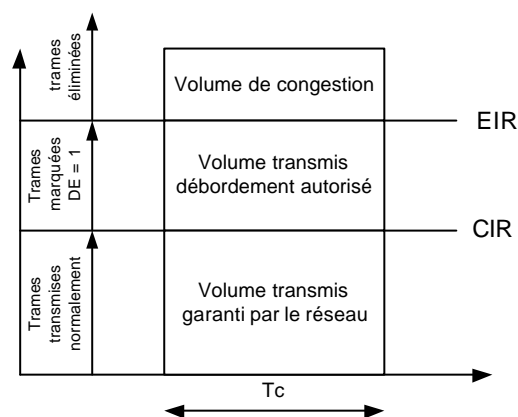 trames
éliminées
Volume de congestion
EIR
Trames
marquées
DE = 1
Volume transmis
débordement autorisé
CIR
Trames
transmises
normalement
Volume transmis
garanti par le réseau
Tc